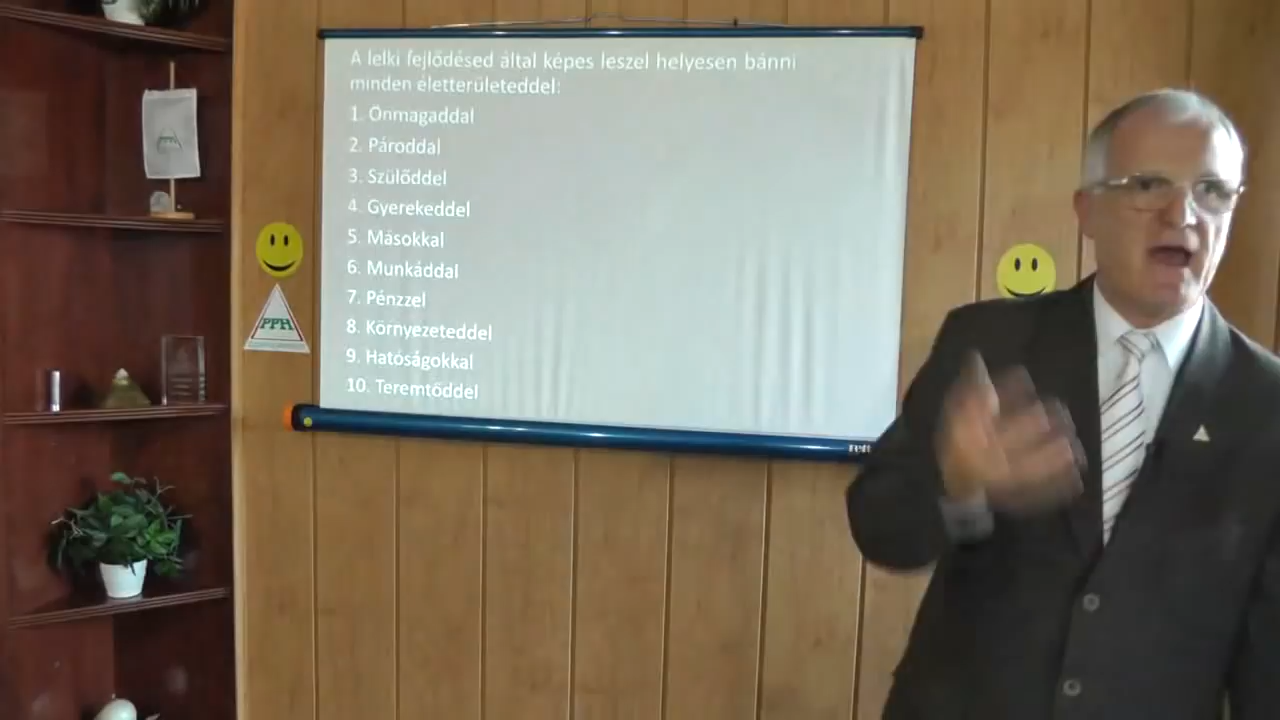 A lelki fejlődésed által képes leszel helyesen bánni
minden életterületeddel:
1. Önmagaddal
2. Pároddal
3. Szülőddel
4. Gyerekeddel
5. Másokkal
6. Munkáddal
7. Pénzzel
8. Környezeteddel
9. Hatóságokkal
10. Teremtőddel
PPH